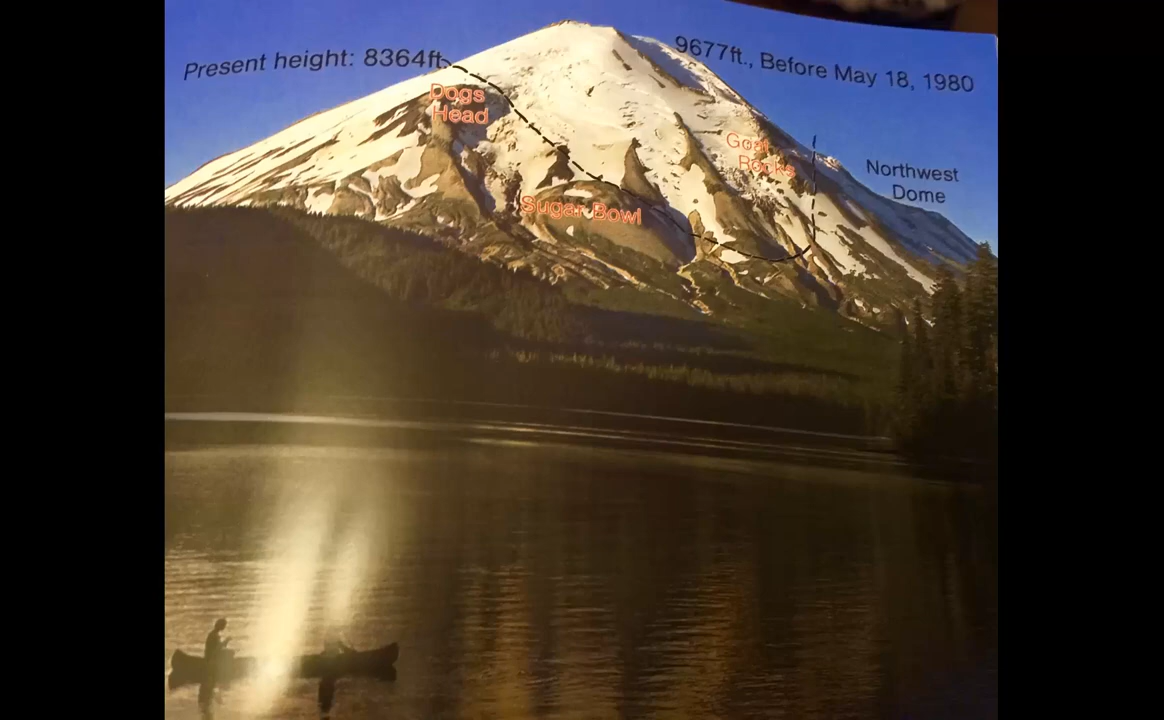 Present height: 8364ft.
9677ft., Before May 18, 1980
Dogs
Head
Goat
Rocks
Northwest
Dome
Sugar Bowl